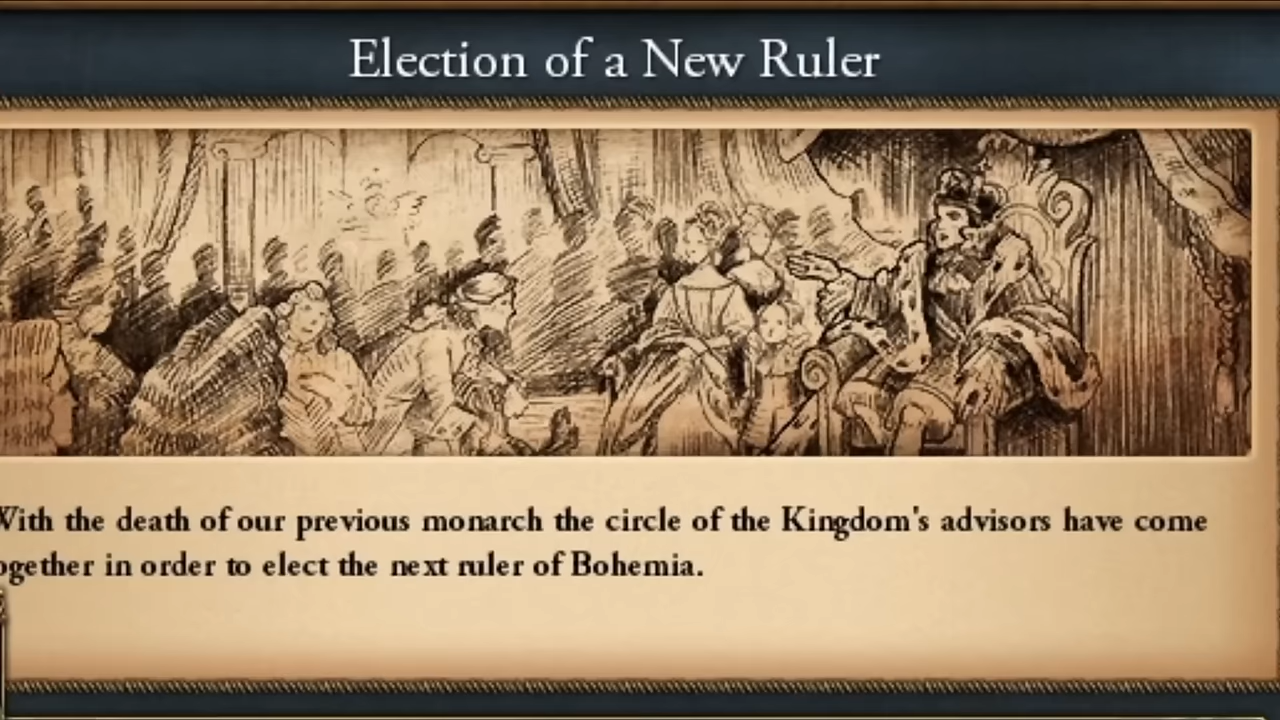 Election of a New Ruler
With the death of our previous monarch the circle of the Kingdom's advisors have come
ogether in order to elect the next ruler of Bohemia.